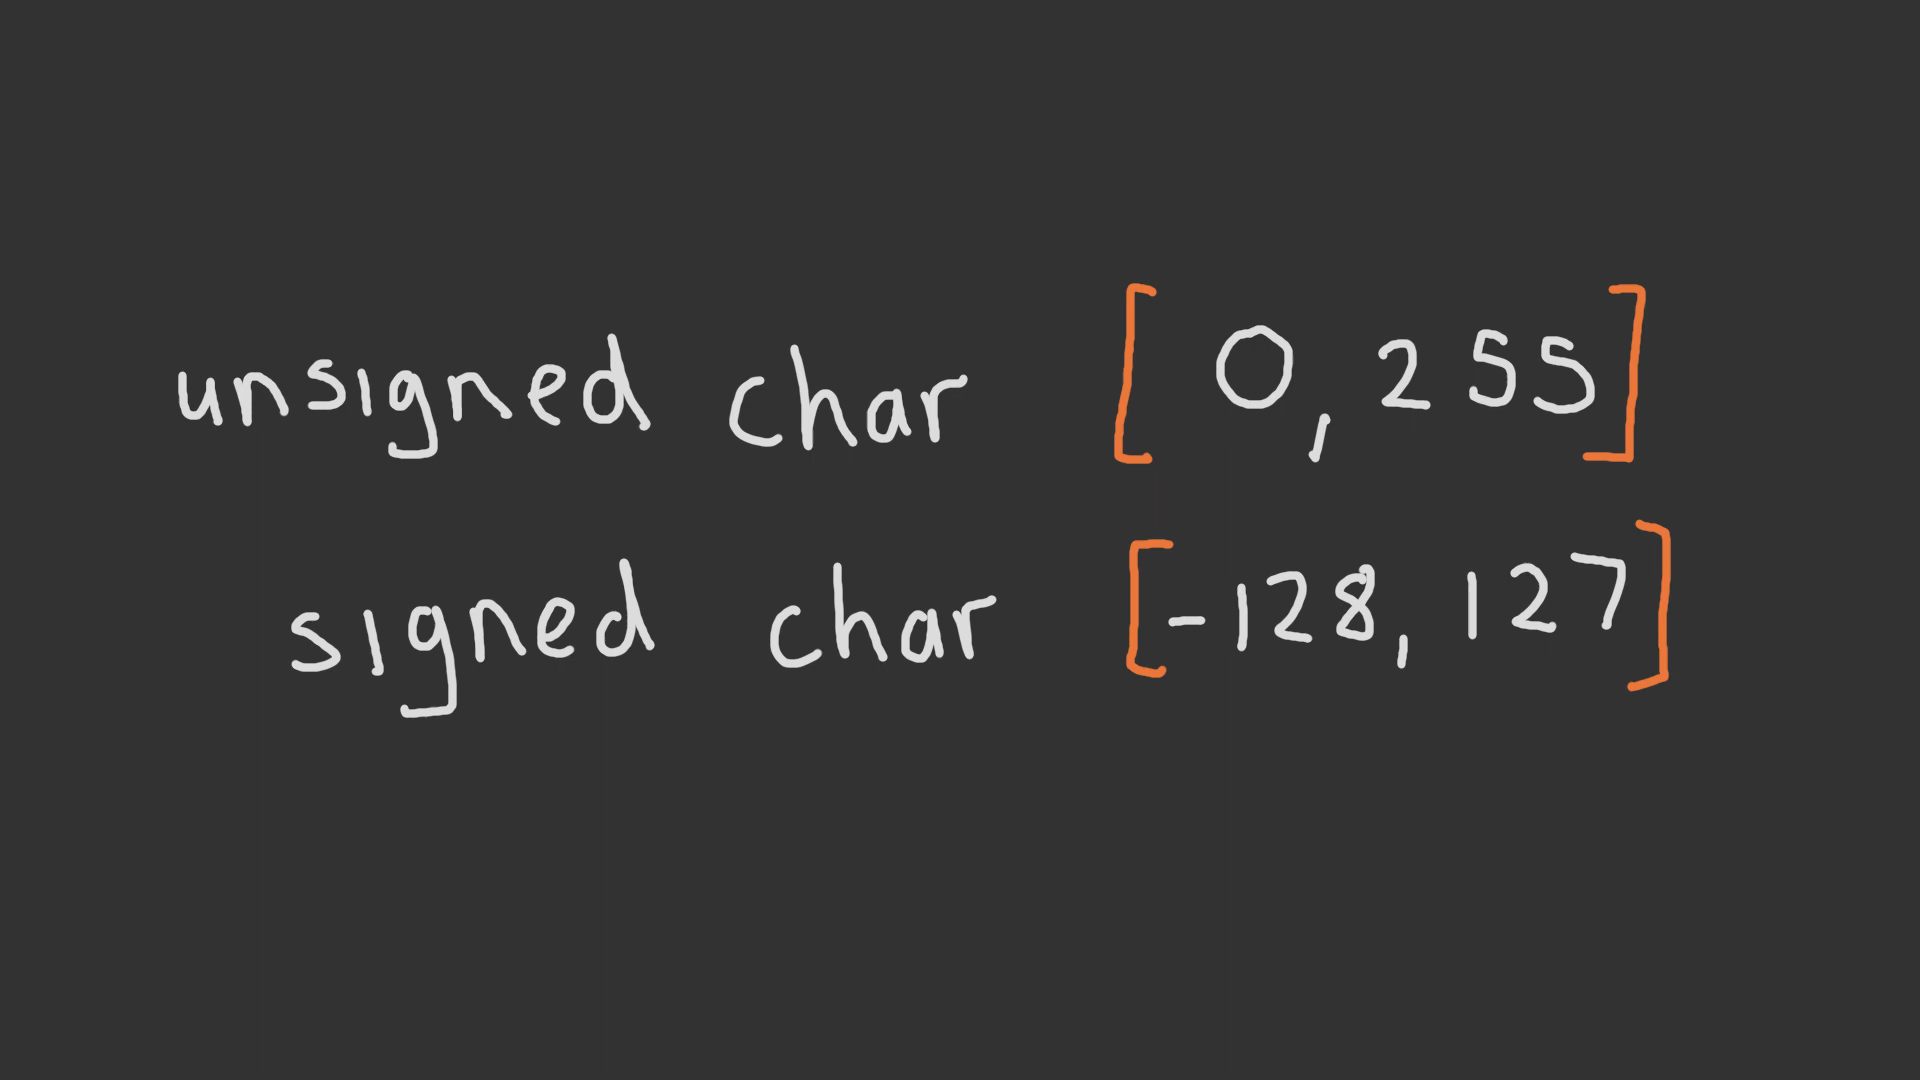 unsigned char [ 0, 255]
signed char [-128, 127]